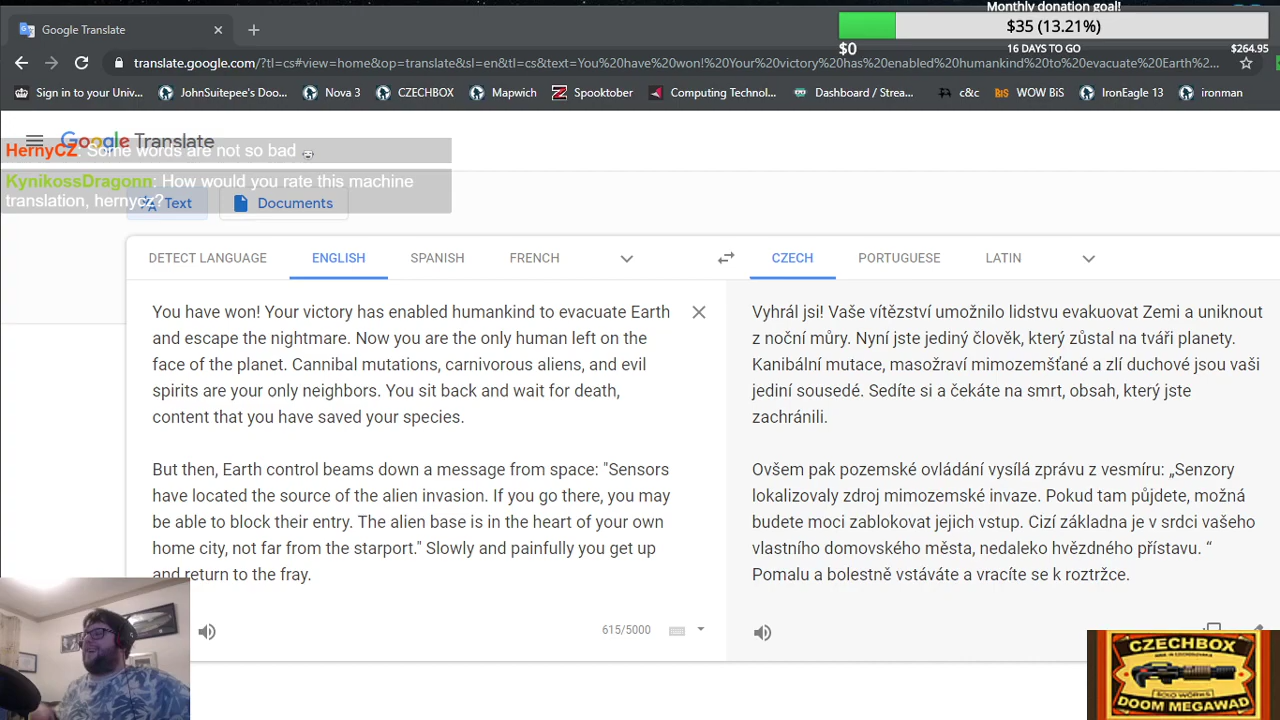 Monthly donation goal!
Google Translate
$35 (13.21%)
$0
16 DAYS TO GO
$264.95
translate.google.com/?tl=cs#view=home&op=translate&sl=en&tl=cs&text=You%20have%20won!%20Your%20victory%20has%20enabled%20humankind%20to%20evacuate%20Earth%...
Sign in to your Univ...
JohnSuitepee's Doo...
Nova 3
CZECHBOX
Mapwich
Spooktober
Computing Technol...
Dashboard / Strea...
c&c
BiS
WOW BiS
IronEagle 13
ironman
Google Translate
HernyCZ: Some words are not so bad
KynikossDragonn: How would you rate this machine
translation, hernycz?
Text
Documents
DETECT LANGUAGE
ENGLISH
SPANISH
FRENCH
CZECH
PORTUGUESE
LATIN
You have won! Your victory has enabled humankind to evacuate Earth
and escape the nightmare. Now you are the only human left on the
face of the planet. Cannibal mutations, carnivorous aliens, and evil
spirits are your only neighbors. You sit back and wait for death,
content that you have saved your species.
But then, Earth control beams down a message from space: "Sensors
have located the source of the alien invasion. If you go there, you may
be able to block their entry. The alien base is in the heart of your own
home city, not far from the starport." Slowly and painfully you get up
and return to the fray.
615/5000
Vyhrál jsi! Vaše vítězství umožnilo lidstvu evakuovat Zemi a uniknout
z noční můry. Nyní jste jediný člověk, který zůstal na tváři planety.
Kanibální mutace, masožraví mimozemšťané a zlí duchové jsou vaši
jediní sousedé. Sedíte si a čekáte na smrt, obsah, který jste
zachránili.
Ovšem pak pozemské ovládání vysílá zprávu z vesmíru: „Senzory
lokalizovaly zdroj mimozemské invaze. Pokud tam půjdete, možná
budete moci zablokovat jejich vstup. Cizí základna je v srdci vašeho
vlastního domovského města, nedaleko hvězdného přístavu. “
Pomalu a bolestně vstáváte a vracíte se k roztržce.
CZECHBOX
MADE IN CZECHOSLOVAKIA
SOLO WORKS
DOOM MEGAWAD